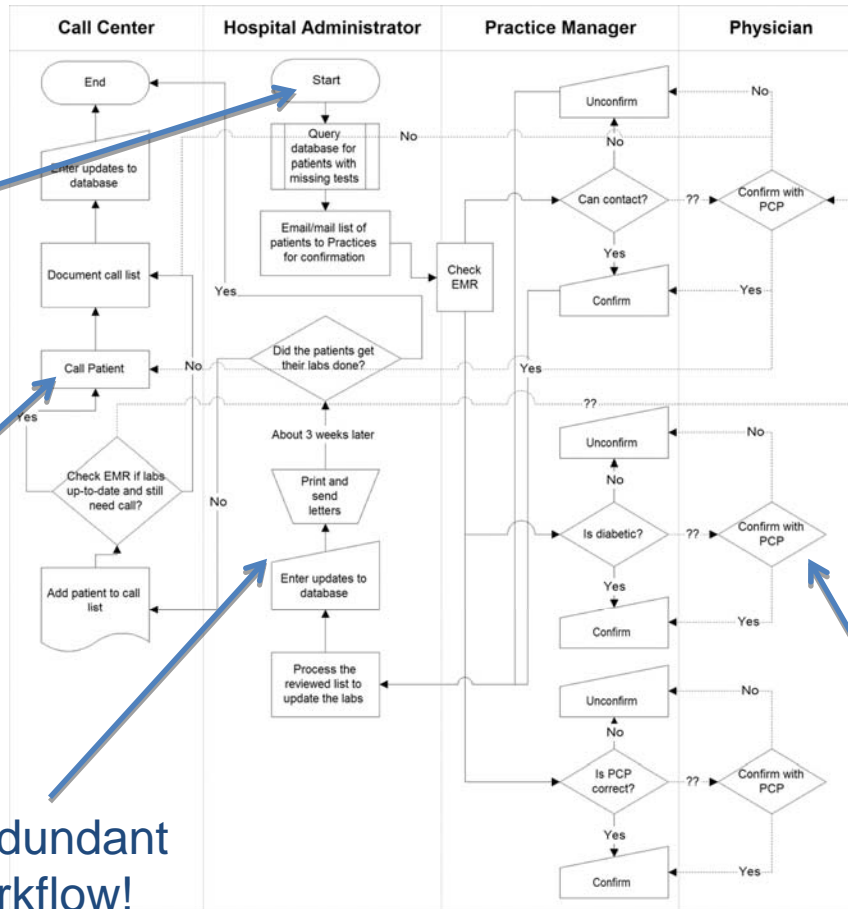 Call Center
Hospital Administrator
Practice Manager
Physician
End
Enter updates to
database
Document call list
Call Patient
Yes
No
Check EMR if labs
up-to-date and still
need call?
Add patient to call
list
Start
Query
database for
patients with
missing tests
No
Email/mail list of
patients to Practices
for confirmation
Yes
Did the patients get
their labs done?
About 3 weeks later
No
Print and
send
letters
Enter updates to
database
Process the
reviewed list to
update the labs
Check
EMR
Unconfirm
No
No
Can contact?
??
Confirm with
PCP
Yes
Confirm
Yes
Yes
??
Unconfirm
No
No
Is diabetic?
??
Confirm with
PCP
Yes
Confirm
Yes
Unconfirm
No
No
Is PCP
correct?
??
Confirm with
PCP
Yes
Confirm
Yes
dundant
rkflow!